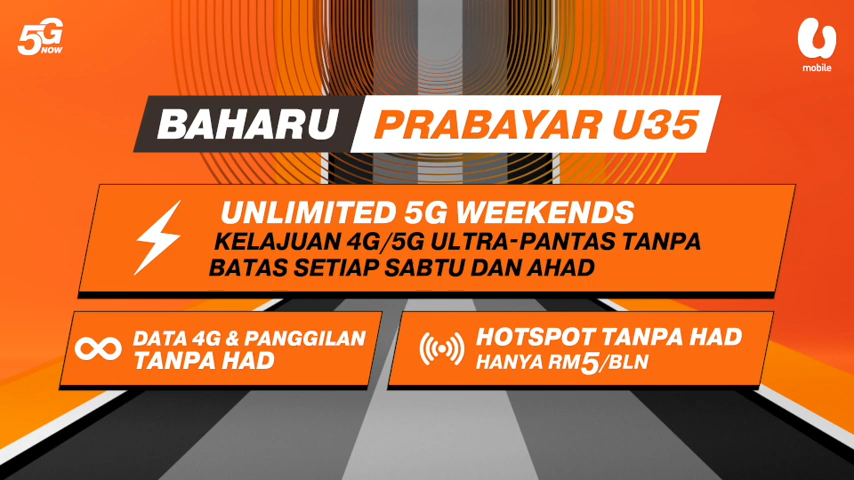 5G NOW
mobile
BAHARU PRABAYAR U35
UNLIMITED 5G WEEKENDS
KELAJUAN 4G/5G ULTRA-PANTAS TANPA
BATAS SETIAP SABTU DAN AHAD
DATA 4G & PANGGILAN
TANPA HAD
HOTSPOT TANPA HAD
HANYA RM5/BLN